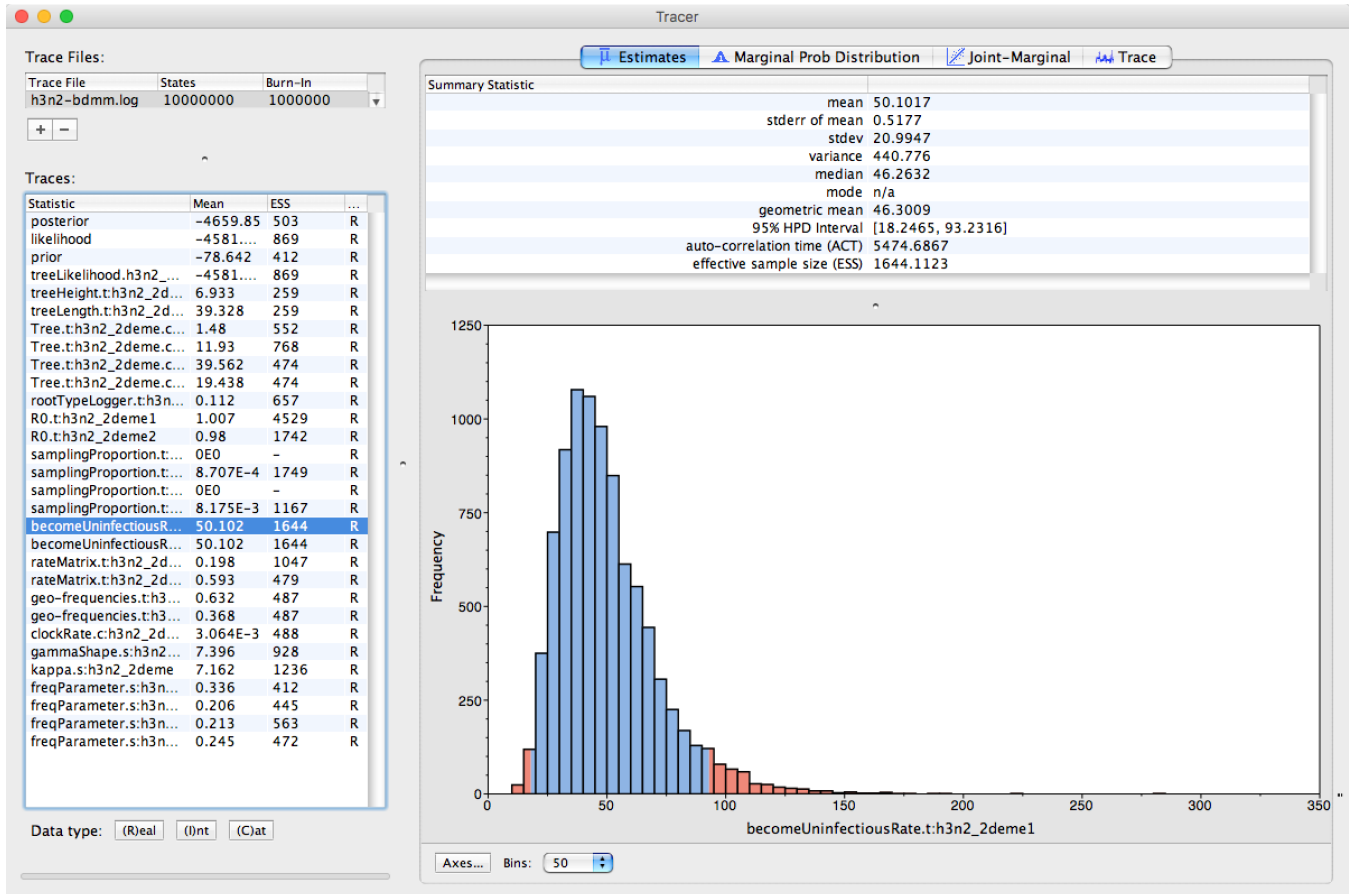 Tracer
Trace Files:
Trace File States Burn-In
h3n2-bdmm.log 10000000 1000000
+ −
Traces:
Statistic Mean ESS ...
posterior -4659.85 503 R
likelihood -4581.... 869 R
prior -78.642 412 R
treeLikelihood.h3n2_... -4581.... 869 R
treeHeight.t:h3n2_2d... 6.933 259 R
treeLength.t:h3n2_2d... 39.328 259 R
Tree.t:h3n2_2deme.c... 1.48 552 R
Tree.t:h3n2_2deme.c... 11.93 768 R
Tree.t:h3n2_2deme.c... 39.562 474 R
Tree.t:h3n2_2deme.c... 19.438 474 R
rootTypeLogger.t:h3n... 0.112 657 R
R0.t:h3n2_2deme1 1.007 4529 R
R0.t:h3n2_2deme2 0.98 1742 R
samplingProportion.t:... 0E0 - R
samplingProportion.t:... 8.707E-4 1749 R
samplingProportion.t:... 0E0 - R
samplingProportion.t:... 8.175E-3 1167 R
becomeUninfectiousR... 50.102 1644 R
becomeUninfectiousR... 50.102 1644 R
rateMatrix.t:h3n2_2d... 0.198 1047 R
rateMatrix.t:h3n2_2d... 0.593 479 R
geo-frequencies.t:h3... 0.632 487 R
geo-frequencies.t:h3... 0.368 487 R
clockRate.c:h3n2_2d... 3.064E-3 488 R
gammaShape.s:h3n2... 7.396 928 R
kappa.s:h3n2_2deme 7.162 1236 R
freqParameter.s:h3n... 0.336 412 R
freqParameter.s:h3n... 0.206 445 R
freqParameter.s:h3n... 0.213 563 R
freqParameter.s:h3n... 0.245 472 R
Data type: (R)eal (I)nt (C)at
μ Estimates Marginal Prob Distribution Joint-Marginal Trace
Summary Statistic
mean 50.1017
stderr of mean 0.5177
stdev 20.9947
variance 440.776
median 46.2632
mode n/a
geometric mean 46.3009
95% HPD Interval [18.2465, 93.2316]
auto-correlation time (ACT) 5474.6867
effective sample size (ESS) 1644.1123
1250
1000
750
500
250
0
Frequency
0 50 100 150 200 250 300 350
becomeUninfectiousRate.t:h3n2_2deme1
Axes... Bins: 50